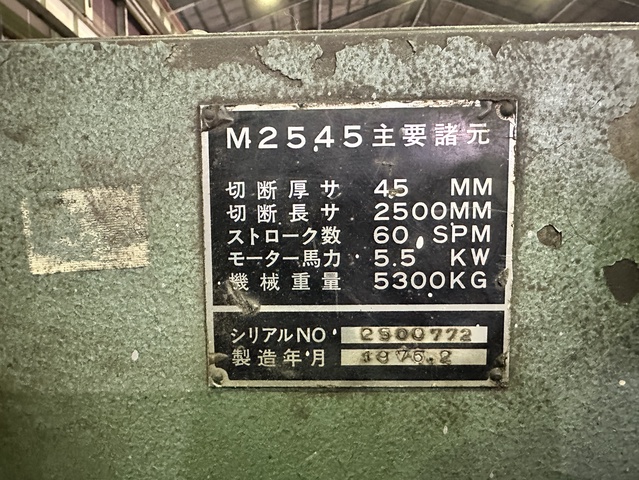 M2545 主要諸元
切断厚サ 45 MM
切断長サ 2500MM
ストローク数 60 SPM
モーター馬力 5.5 KW
機械重量 5300KG
シリアルNO 2500772
製造年月 1976.2